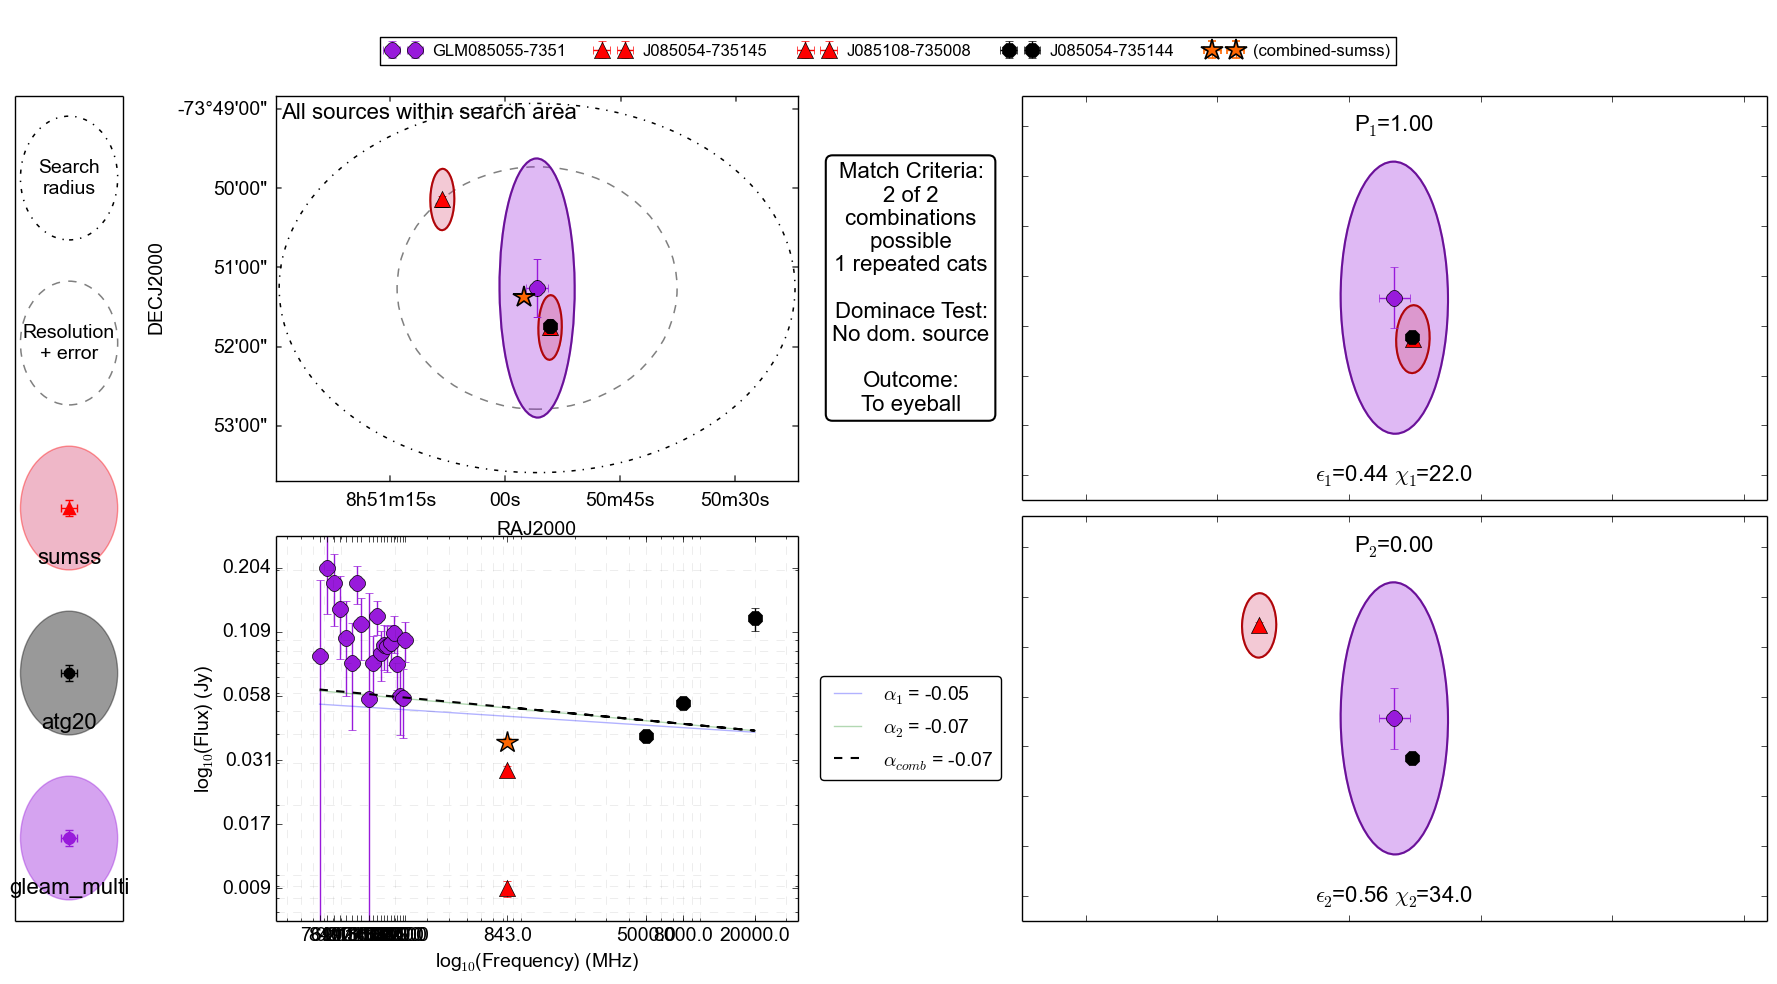 GLM085055-7351 J085054-735145 J085108-735008 J085054-735144 (combined-sumss)
Search
radius
Resolution
+ error
sumss
atg20
gleam_multi
All sources within search area
DECJ2000
-73°49'00"
50'00"
51'00"
52'00"
53'00"
8h51m15s 00s 50m45s 50m30s
RAJ2000
Match Criteria:
2 of 2
combinations
possible
1 repeated cats
Dominace Test:
No dom. source
Outcome:
To eyeball
P1=1.00
ϵ1=0.44 χ1=22.0
P2=0.00
ϵ2=0.56 χ2=34.0
log10(Flux) (Jy)
0.204
0.109
0.058
0.031
0.017
0.009
843.0 5000.0 8000.0 20000.0
log10(Frequency) (MHz)
α1 = -0.05
α2 = -0.07
αcomb = -0.07